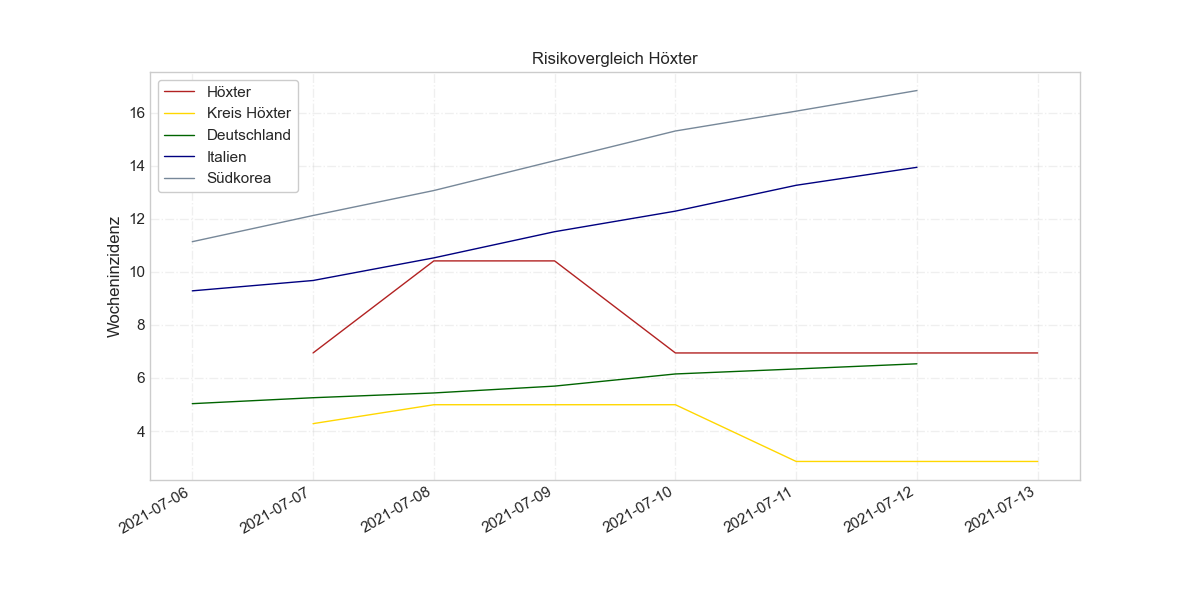 Risikovergleich Höxter
Höxter
Kreis Höxter
Deutschland
Italien
Südkorea
Wocheninzidenz
16
14
12
10
8
6
4
2021-07-06
2021-07-07
2021-07-08
2021-07-09
2021-07-10
2021-07-11
2021-07-12
2021-07-13